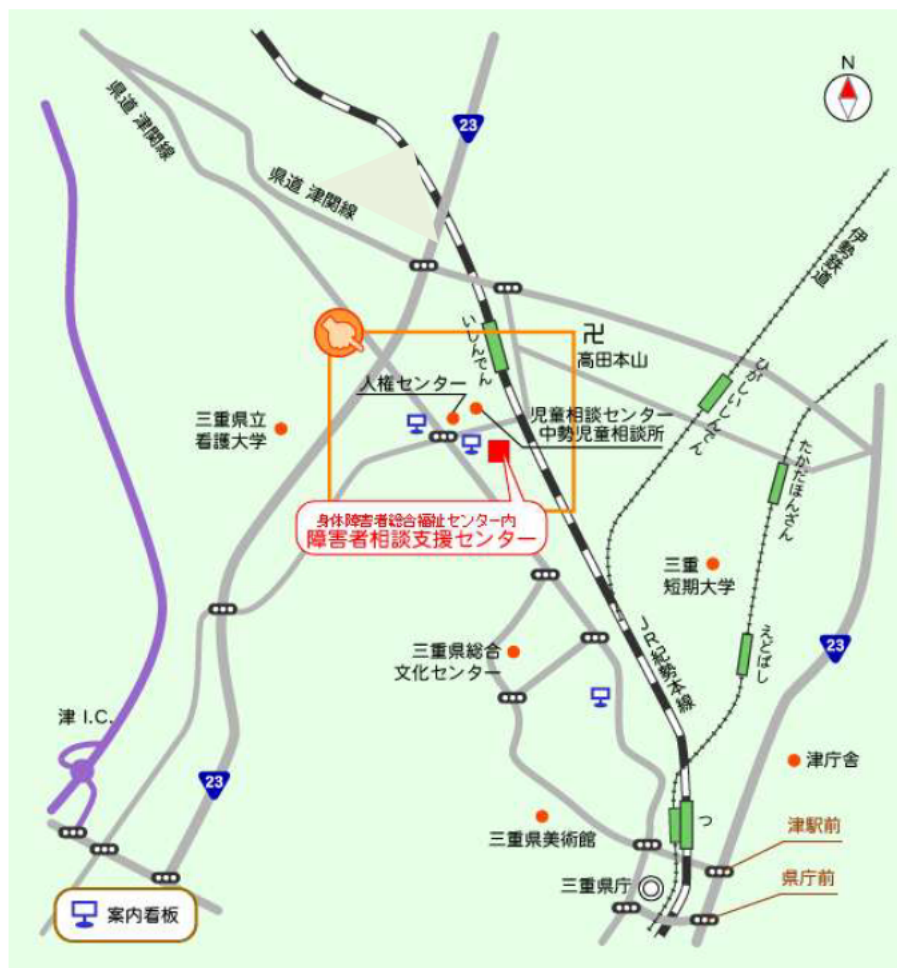 N
23
県道 津関線
県道 津関線
伊勢鉄道
いしんでん
卍
高田本山
ひがしいしんでん
人権センター
児童相談センター
中勢児童相談所
三重県立
看護大学
たかだほんざん
身体障害者総合福祉センター内
障害者相談支援センター
三重
短期大学
JR紀勢本線
えどばし
23
三重県総合
文化センター
津 I.C.
23
津庁舎
つ
津駅前
三重県美術館
県庁前
三重県庁
案内看板